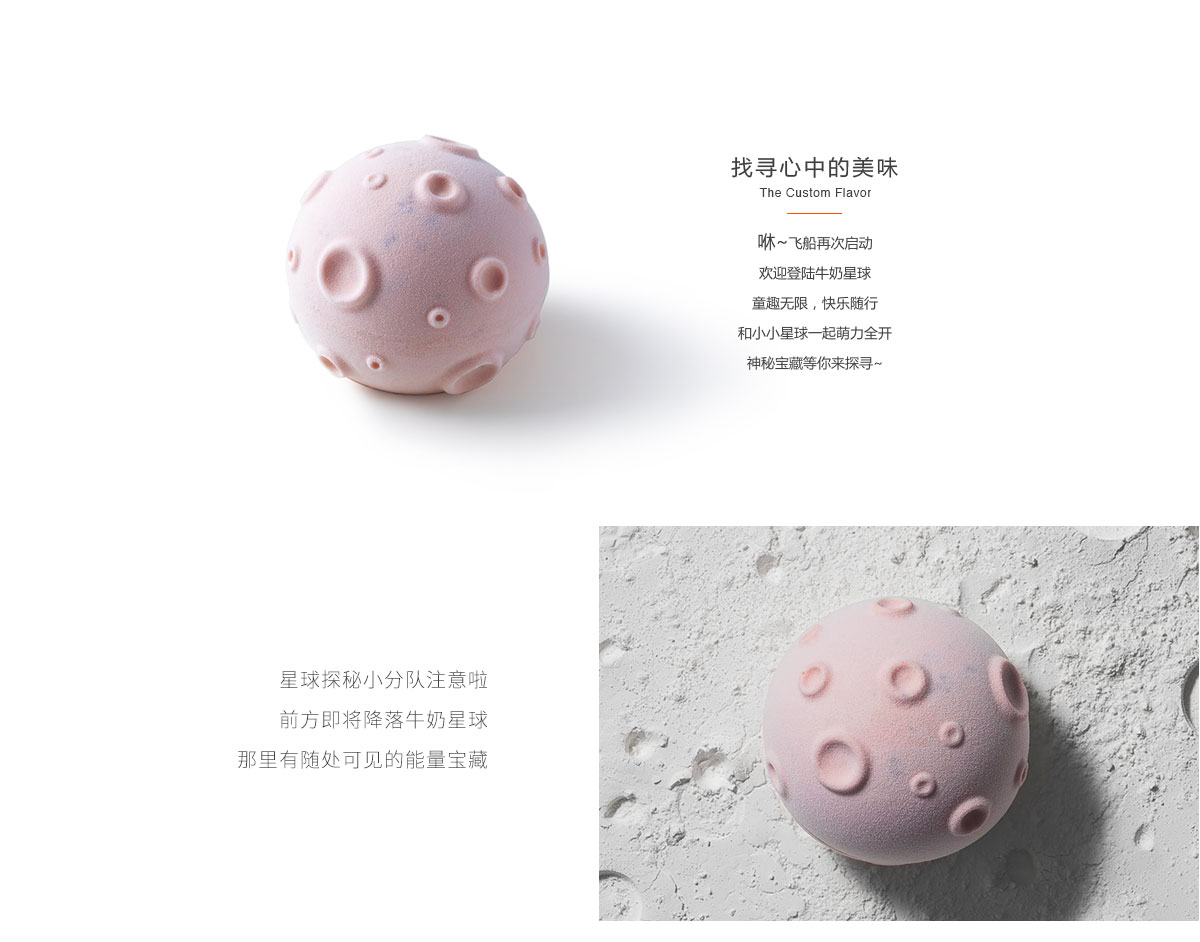 找寻心中的美味
The Custom Flavor
咻~飞船再次启动
欢迎登陆牛奶星球
童趣无限，快乐随行
和小小星球一起萌力全开
神秘宝藏等你来探寻~
星球探秘小分队注意啦
前方即将降落牛奶星球
那里有随处可见的能量宝藏